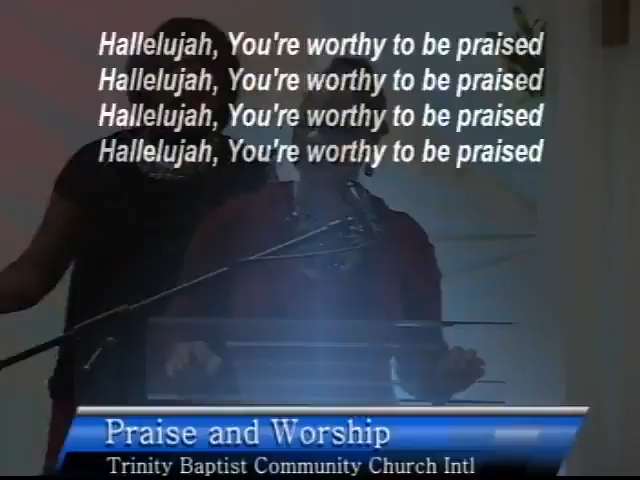 Hallelujah, You're worthy to be praised
Hallelujah, You're worthy to be praised
Hallelujah, You're worthy to be praised
Hallelujah, You're worthy to be praised
Praise and Worship
Trinity Baptist Community Church Intl